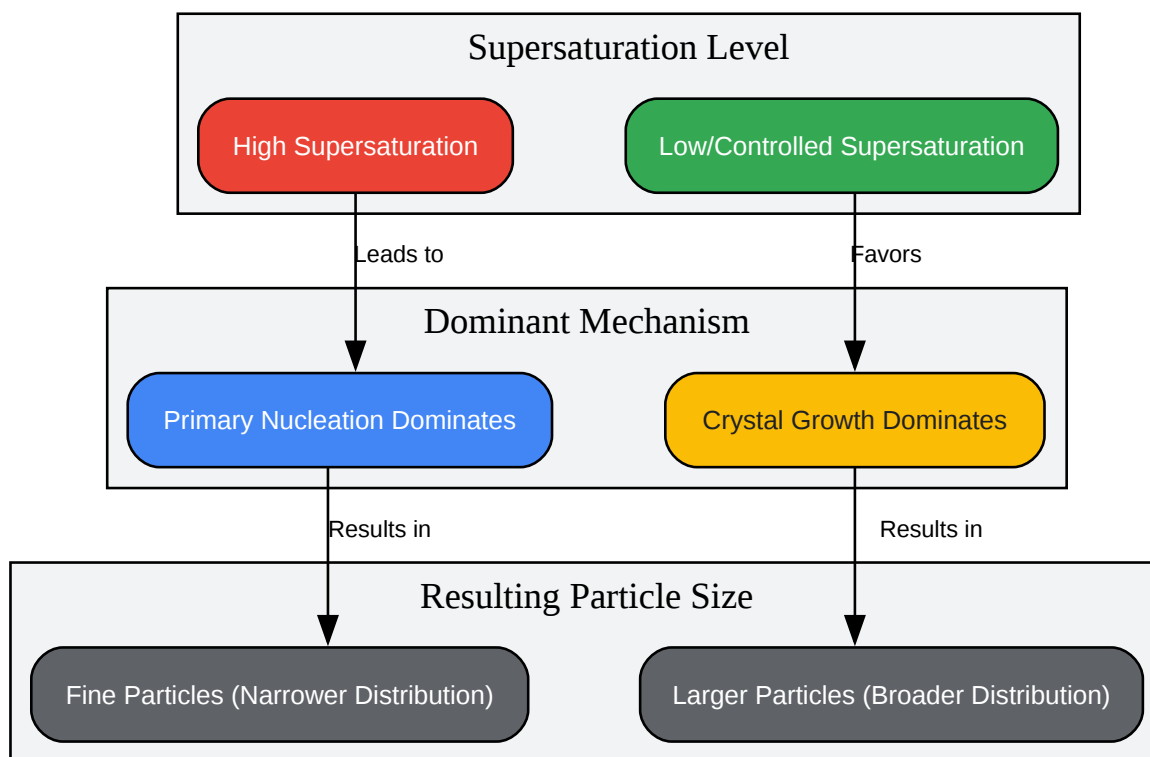 Supersaturation Level
High Supersaturation
Low/Controlled Supersaturation
Leads to
Favors
Dominant Mechanism
Primary Nucleation Dominates
Crystal Growth Dominates
Results in
Results in
Resulting Particle Size
Fine Particles (Narrower Distribution)
Larger Particles (Broader Distribution)